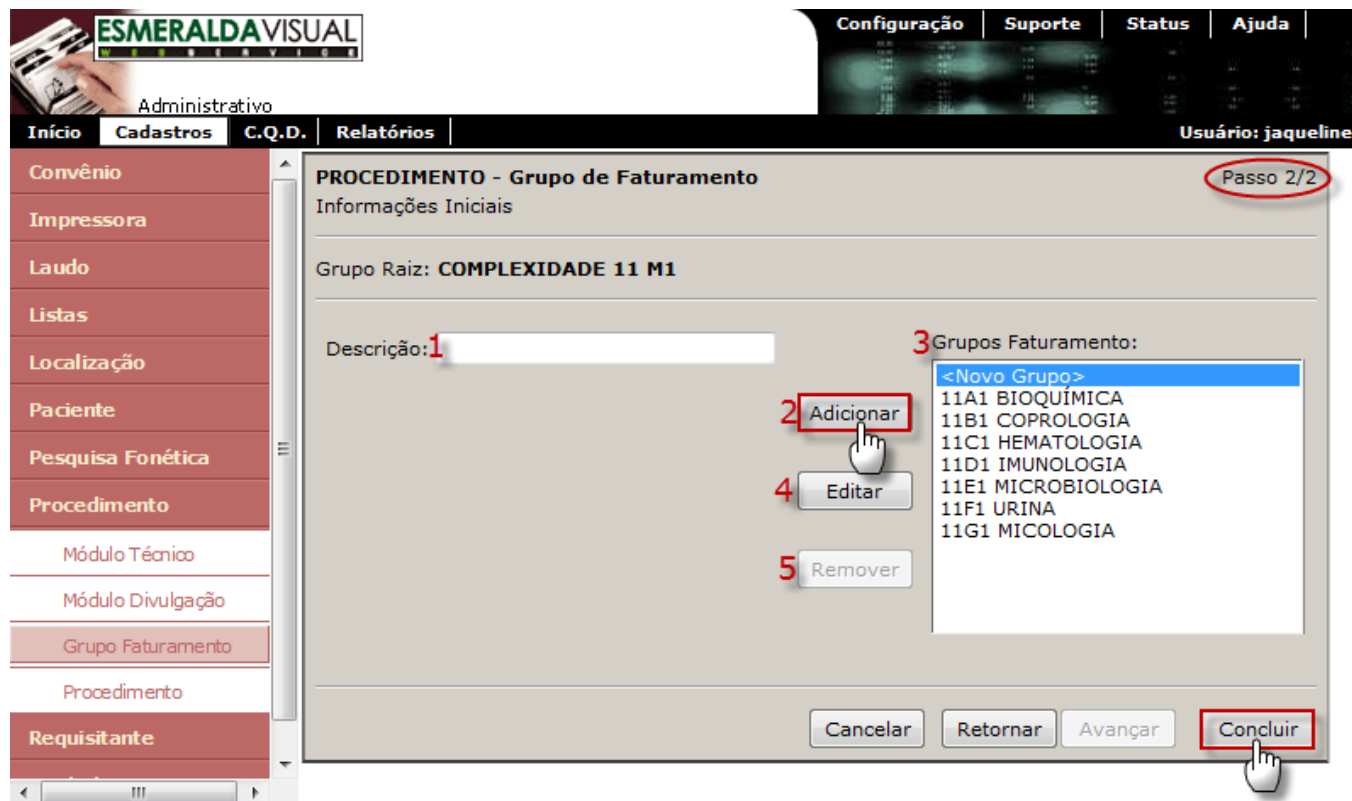 ESMERALDAVISUAL
WEBSERVICE
Administrativo
Configuração Suporte Status Ajuda
Início Cadastros C.Q.D. Relatórios Usuário: jaqueline
Convênio
Impressora
Laudo
Listas
Localização
Paciente
Pesquisa Fonética
Procedimento
Módulo Técnico
Módulo Divulgação
Grupo Faturamento
Procedimento
Requisitante
PROCEDIMENTO - Grupo de Faturamento Passo 2/2
Informações Iniciais
Grupo Raiz: COMPLEXIDADE 11 M1
Descrição: 1
2 Adicionar
4 Editar
5 Remover
3 Grupos Faturamento:
<Novo Grupo>
11A1 BIOQUÍMICA
11B1 COPROLOGIA
11C1 HEMATOLOGIA
11D1 IMUNOLOGIA
11E1 MICROBIOLOGIA
11F1 URINA
11G1 MICOLOGIA
Cancelar Retornar Avançar Concluir